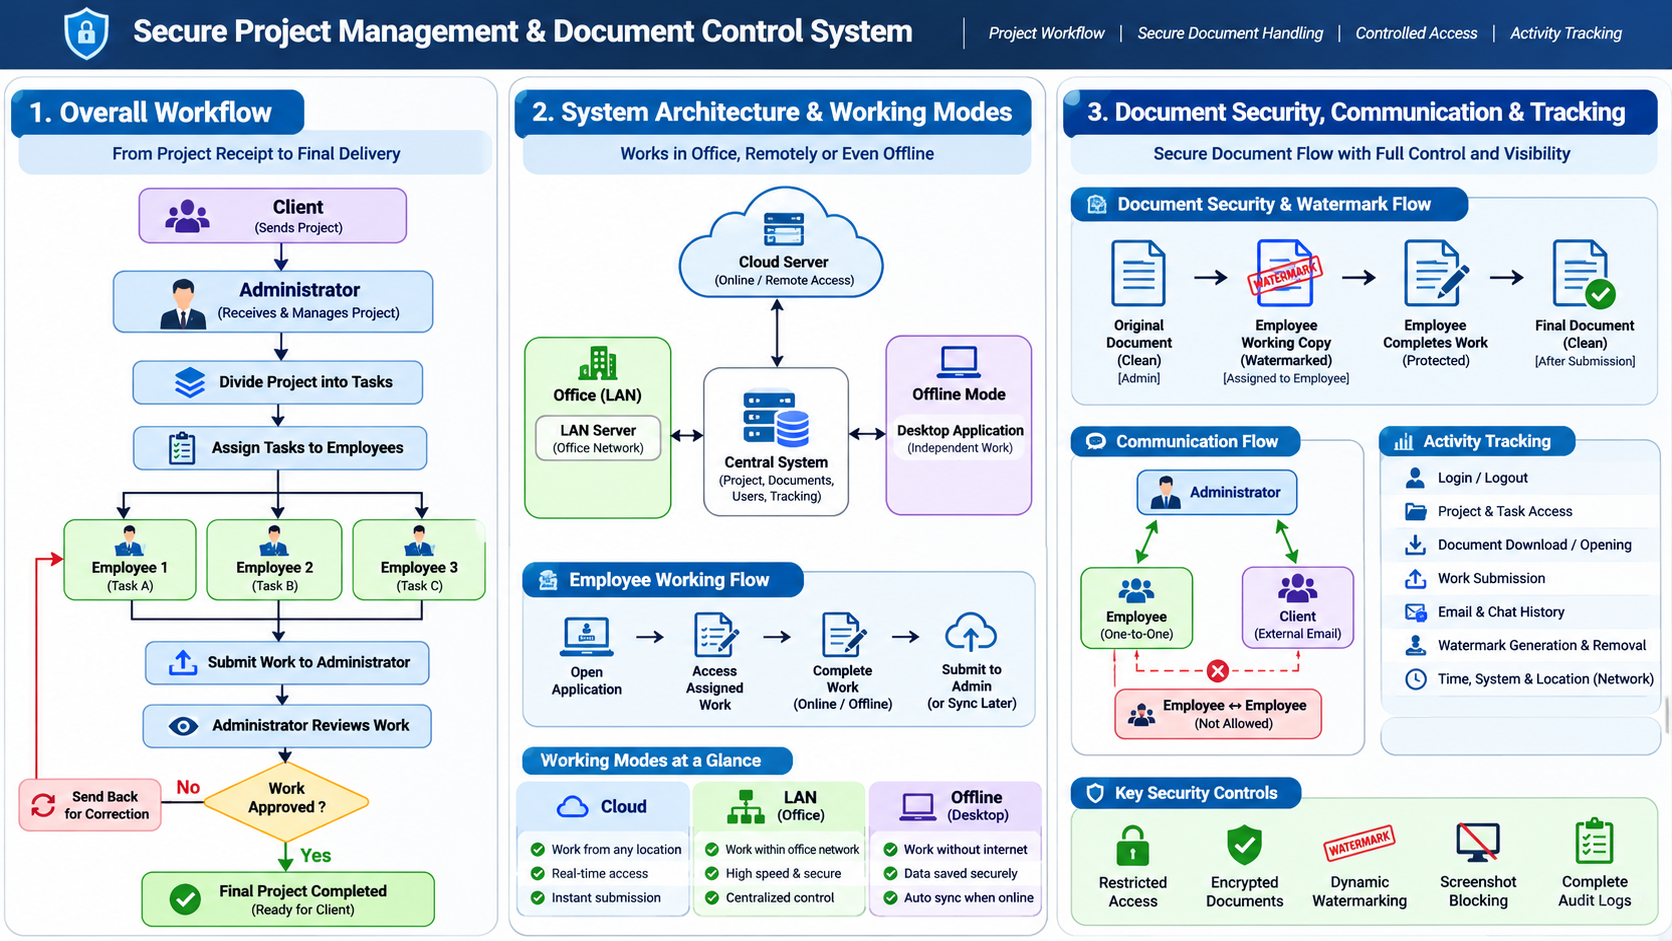 Secure Project Management & Document Control System
Project Workflow | Secure Document Handling | Controlled Access | Activity Tracking
1. Overall Workflow
From Project Receipt to Final Delivery
Client
(Sends Project)
Administrator
(Receives & Manages Project)
Divide Project into Tasks
Assign Tasks to Employees
Employee 1
(Task A)
Employee 2
(Task B)
Employee 3
(Task C)
Submit Work to Administrator
Administrator Reviews Work
Work
Approved ?
No
Send Back
for Correction
Yes
Final Project Completed
(Ready for Client)
2. System Architecture & Working Modes
Works in Office, Remotely or Even Offline
Cloud Server
(Online / Remote Access)
Office (LAN)
LAN Server
(Office Network)
Central System
(Project, Documents,
Users, Tracking)
Offline Mode
Desktop Application
(Independent Work)
Employee Working Flow
Open
Application
Access
Assigned
Work
Complete
Work
(Online / Offline)
Submit to
Admin
(or Sync Later)
Working Modes at a Glance
Cloud
Work from any location
Real-time access
Instant submission
LAN
(Office)
Work within office network
High speed & secure
Centralized control
Offline
(Desktop)
Work without internet
Data saved securely
Auto sync when online
3. Document Security, Communication & Tracking
Secure Document Flow with Full Control and Visibility
Document Security & Watermark Flow
Original
Document
(Clean)
[Admin]
WATERMARK
Employee
Working Copy
(Watermarked)
[Assigned to Employee]
Employee
Completes Work
(Protected)
Final Document
(Clean)
[After Submission]
Communication Flow
Administrator
Employee
(One-to-One)
Client
(External Email)
Employee ↔ Employee
(Not Allowed)
Activity Tracking
Login / Logout
Project & Task Access
Document Download / Opening
Work Submission
Email & Chat History
Watermark Generation & Removal
Time, System & Location (Network)
Key Security Controls
Restricted
Access
Encrypted
Documents
WATERMARK
Dynamic
Watermarking
Screenshot
Blocking
Complete
Audit Logs